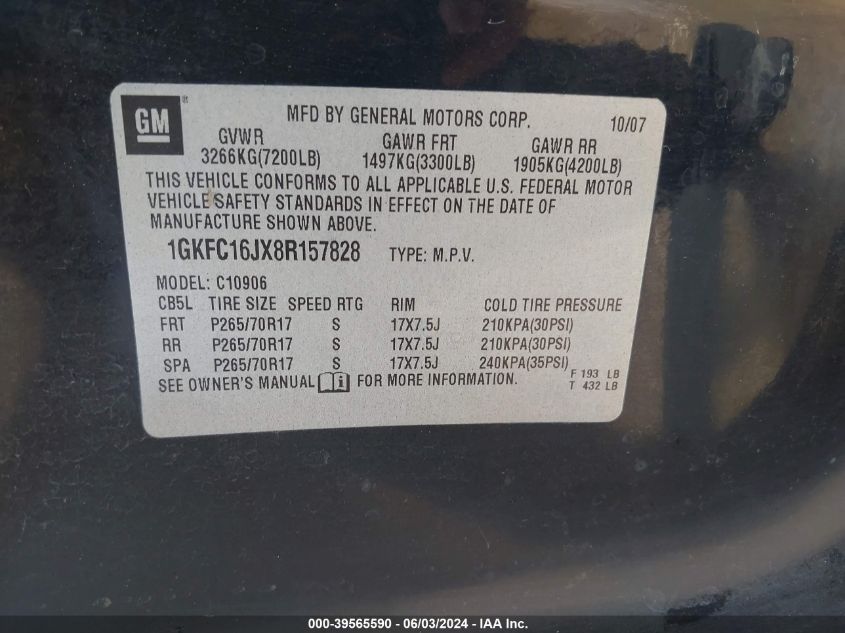 GM®
MFD BY GENERAL MOTORS CORP. 10/07
GVWR GAWR FRT GAWR RR
3266KG(7200LB) 1497KG(3300LB) 1905KG(4200LB)
THIS VEHICLE CONFORMS TO ALL APPLICABLE U.S. FEDERAL MOTOR
VEHICLE SAFETY STANDARDS IN EFFECT ON THE DATE OF
MANUFACTURE SHOWN ABOVE.
1GKFC16JX8R157828 TYPE: M.P.V.
MODEL: C10906
CB5L TIRE SIZE SPEED RTG RIM COLD TIRE PRESSURE
FRT P265/70R17 S 17X7.5J 210KPA(30PSI)
RR P265/70R17 S 17X7.5J 210KPA(30PSI)
SPA P265/70R17 S 17X7.5J 240KPA(35PSI)
SEE OWNER'S MANUAL i FOR MORE INFORMATION. F 193 LB
T 432 LB
000-39565590 - 06/03/2024 - IAA Inc.